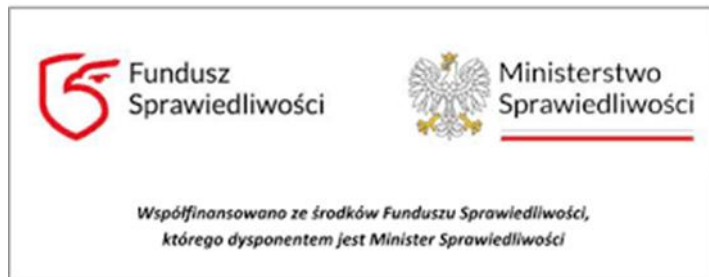 Fundusz
Sprawiedliwości
Ministerstwo
Sprawiedliwości
Współfinansowano ze środków Funduszu Sprawiedliwości,
którego dysponentem jest Minister Sprawiedliwości